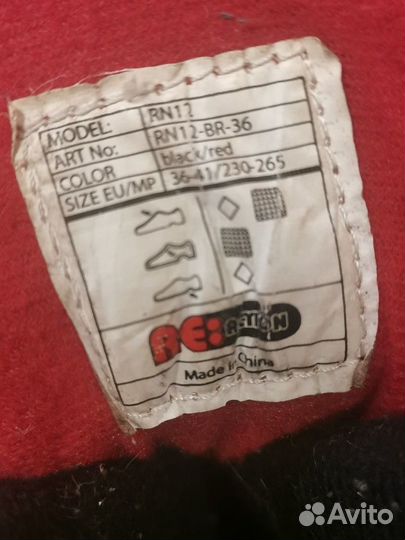 MODEL: RN12
ART No: RN12-BR-36
COLOR black/red
SIZE EU/MP 36-41/230-265
RE:ACTION
Made in China
Avito